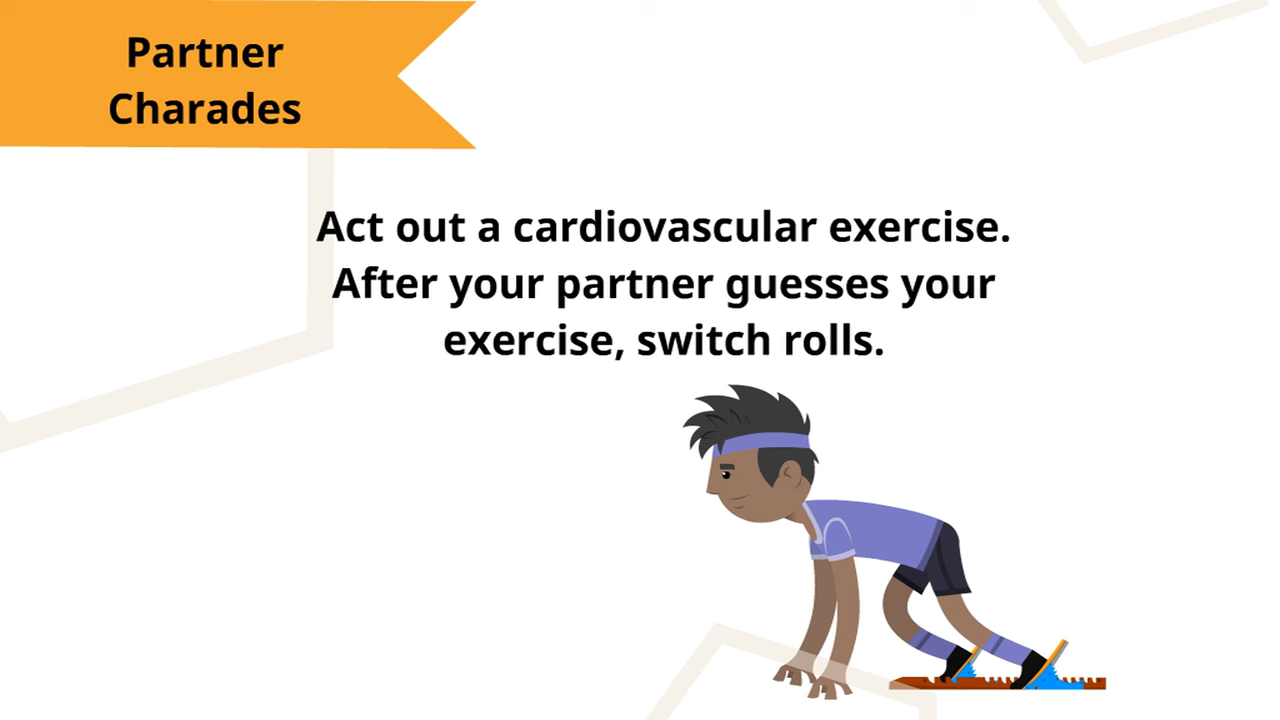 Partner
Charades
Act out a cardiovascular exercise.
After your partner guesses your
exercise, switch rolls.